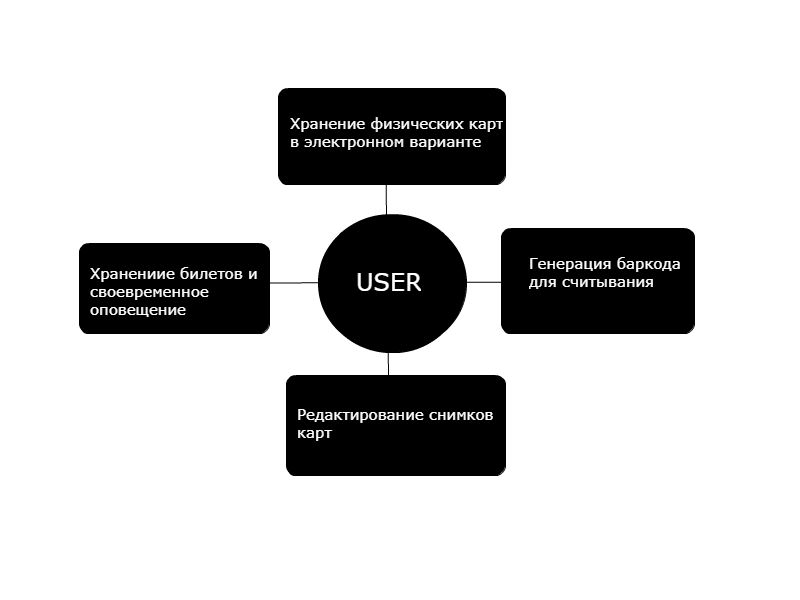 Хранение физических карт
в электронном варианте
Хранениие билетов и
своевременное
оповещение
USER
Генерация баркода
для считывания
Редактирование снимков
карт